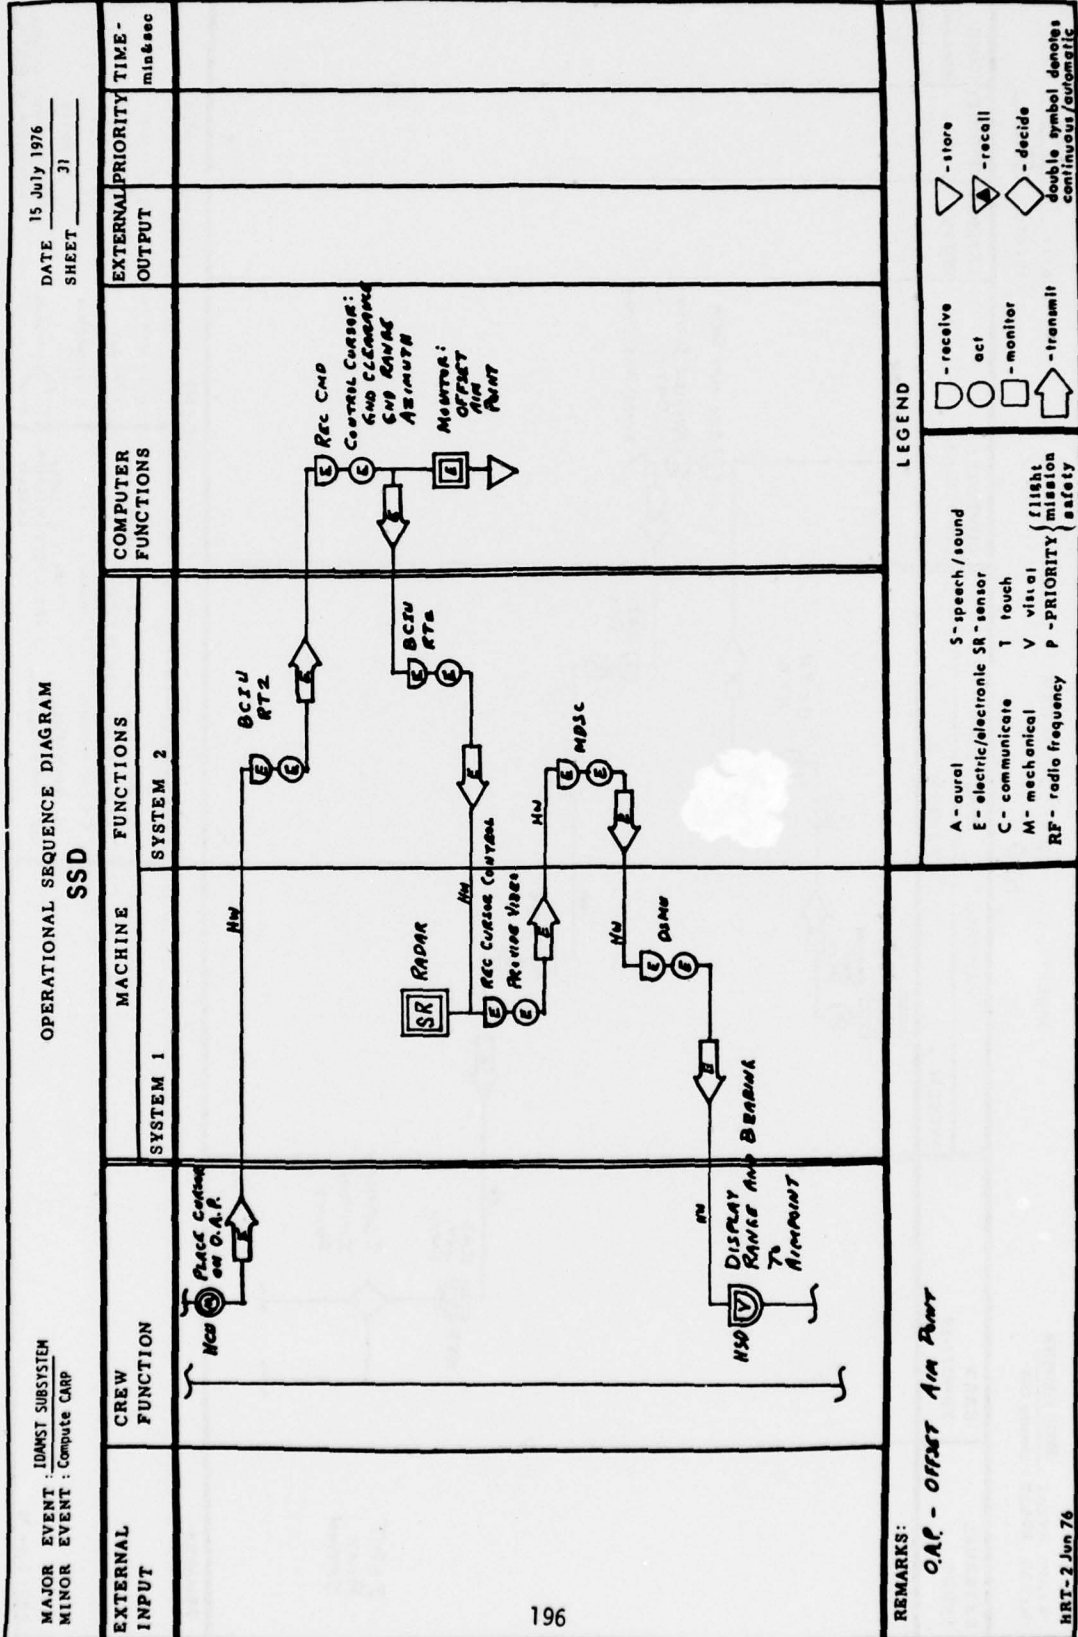 OPERATIONAL SEQUENCE DIAGRAM
SSD
MAJOR EVENT : IDAMST SUBSYSTEM
MINOR EVENT : Compute CARP
DATE 15 July 1976
SHEET 31
EXTERNAL INPUT
CREW FUNCTION
MACHINE FUNCTIONS
SYSTEM 1
SYSTEM 2
COMPUTER FUNCTIONS
EXTERNAL OUTPUT
PRIORITY
TIME - min&sec
PLACE CURSOR
ON O.A.P.
M
E
HW
BCIU
RT2
E
E
E
REC CMD
E
CONTROL CURSOR:
GND CLEARANCE
GND RANGE
AZIMUTH
E
E
MONITOR:
OFFSET
AIM
POINT
E
BCIU
RT2
E
E
E
HW
RADAR
SR
REC CURSOR CONTROL
E
PROVIDE VIDEO
E
E
HW
MDSC
E
E
E
HW
DSMU
E
E
E
HW
HSD
V
DISPLAY
RANGE AND BEARING
TO
AIMPOINT
REMARKS:
O.A.P. - OFFSET AIM POINT
LEGEND
A - aural
S - speech / sound
E - electric/electronic
SR - sensor
C - communicate
T touch
M - mechanical
V visual
RF - radio frequency
P - PRIORITY { flight
mission
safety
- receive
- store
act
- recall
- monitor
- decide
- transmit
double symbol denotes
continuous/automatic
HRT-2 Jun 76
196